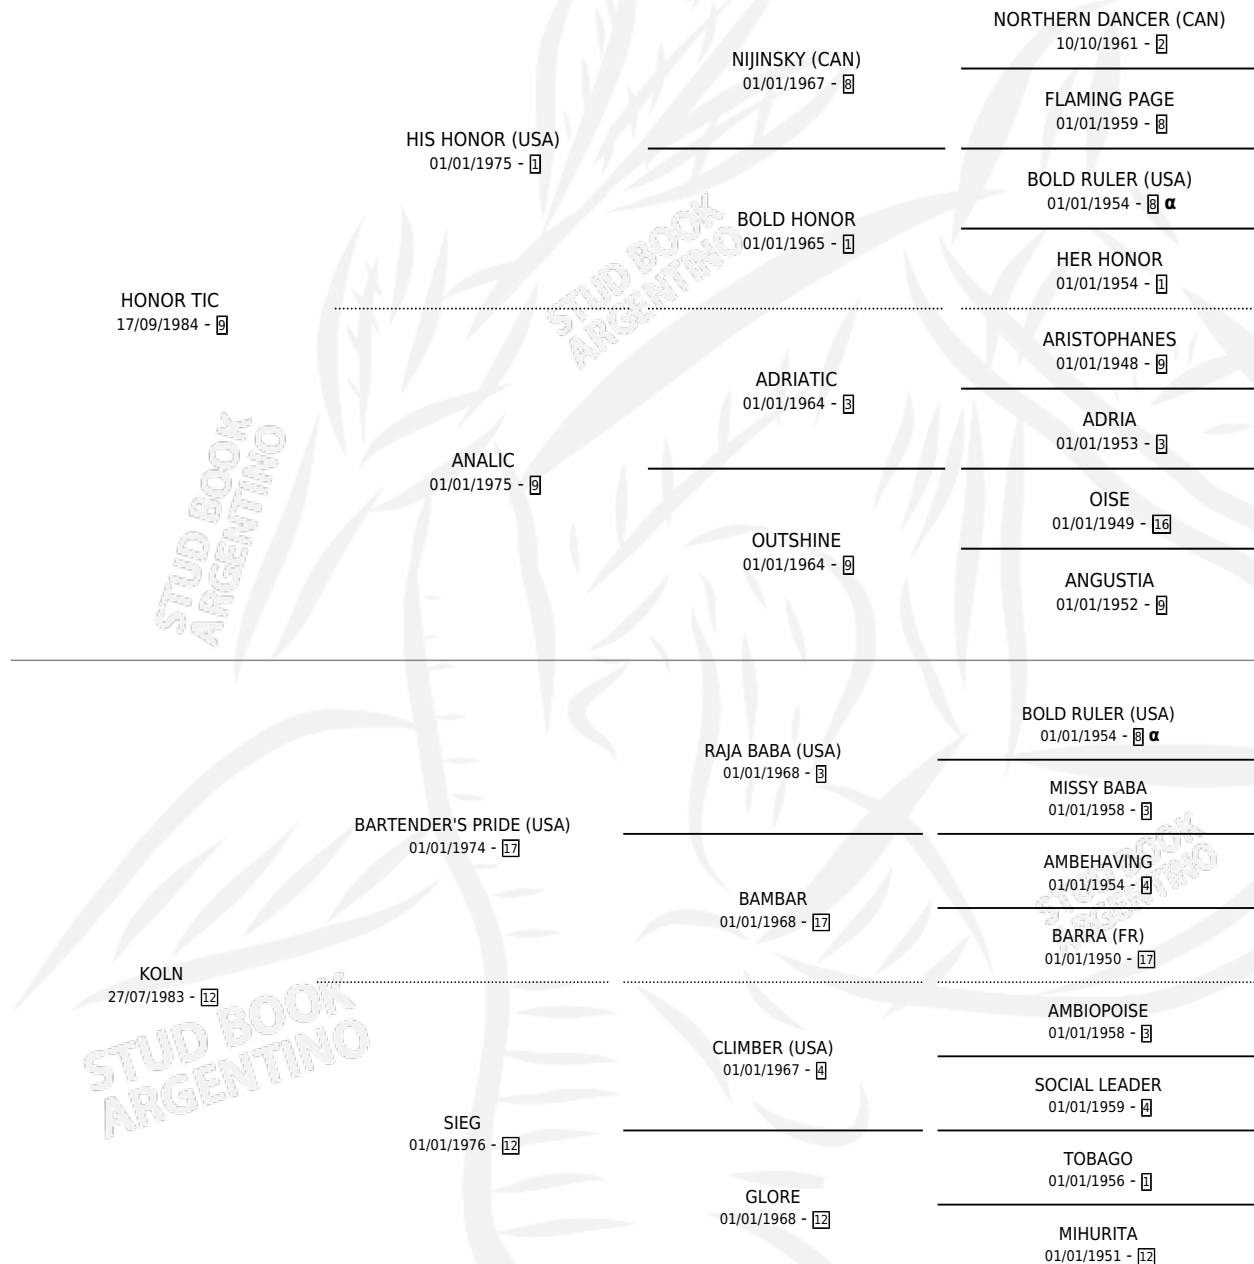 NORTHERN DANCER (CAN)
10/10/1961 - 2
NIJINSKY (CAN)
01/01/1967 - 8
FLAMING PAGE
01/01/1959 - 8
HIS HONOR (USA)
01/01/1975 - 1
BOLD RULER (USA)
01/01/1954 - 8 α
BOLD HONOR
01/01/1965 - 1
HER HONOR
01/01/1954 - 1
HONOR TIC
17/09/1984 - 9
STUD BOOK
ARGENTINO
ARISTOPHANES
01/01/1948 - 9
ADRIATIC
01/01/1964 - 3
ADRIA
01/01/1953 - 3
ANALIC
01/01/1975 - 9
OISE
01/01/1949 - 16
OUTSHINE
01/01/1964 - 9
ANGUSTIA
01/01/1952 - 9
STUD BOOK
ARGENTINO
BOLD RULER (USA)
01/01/1954 - 8 α
RAJA BABA (USA)
01/01/1968 - 3
MISSY BABA
01/01/1958 - 3
BARTENDER'S PRIDE (USA)
01/01/1974 - 17
AMBEHAVING
01/01/1954 - 4
STUD BOOK
ARGENTINO
BAMBAR
01/01/1968 - 17
BARRA (FR)
01/01/1950 - 17
KOLN
27/07/1983 - 12
STUD BOOK
ARGENTINO
AMBIOPOISE
01/01/1958 - 3
CLIMBER (USA)
01/01/1967 - 4
SOCIAL LEADER
01/01/1959 - 4
SIEG
01/01/1976 - 12
TOBAGO
01/01/1956 - 1
GLORE
01/01/1968 - 12
MIHURITA
01/01/1951 - 12